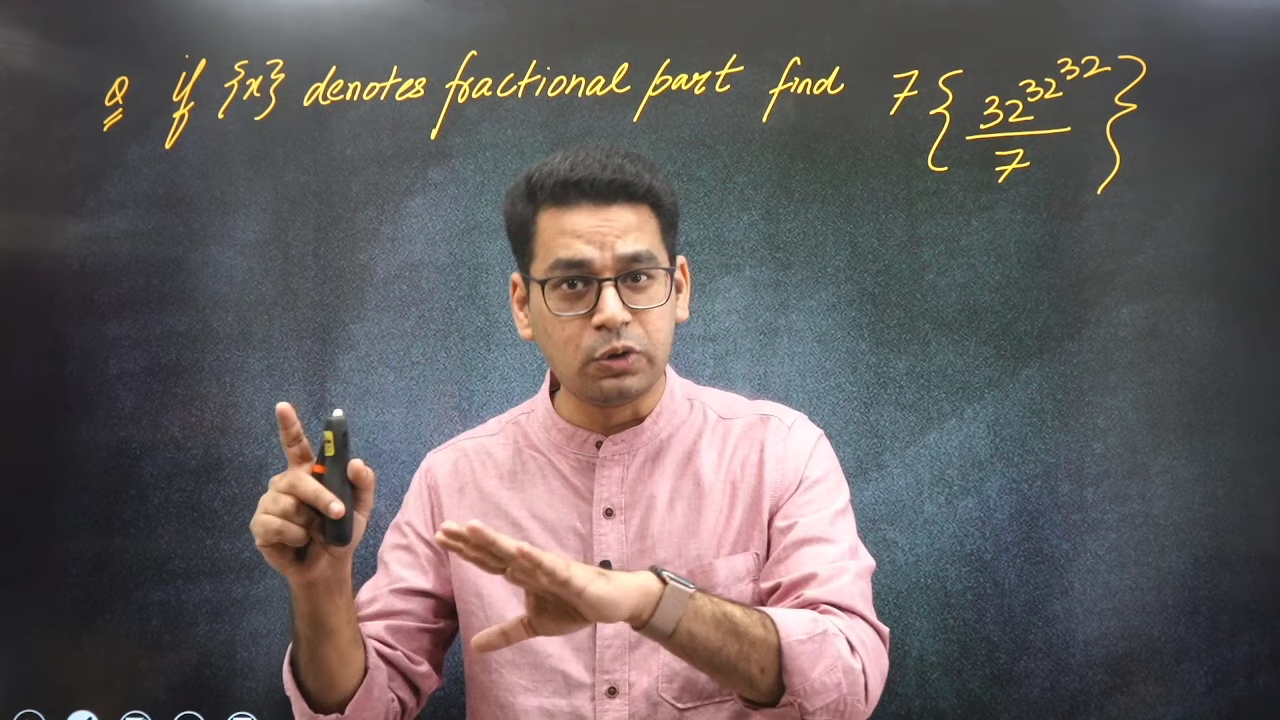 Q if {x} denotes fractional part find 7{32^32^32/7}